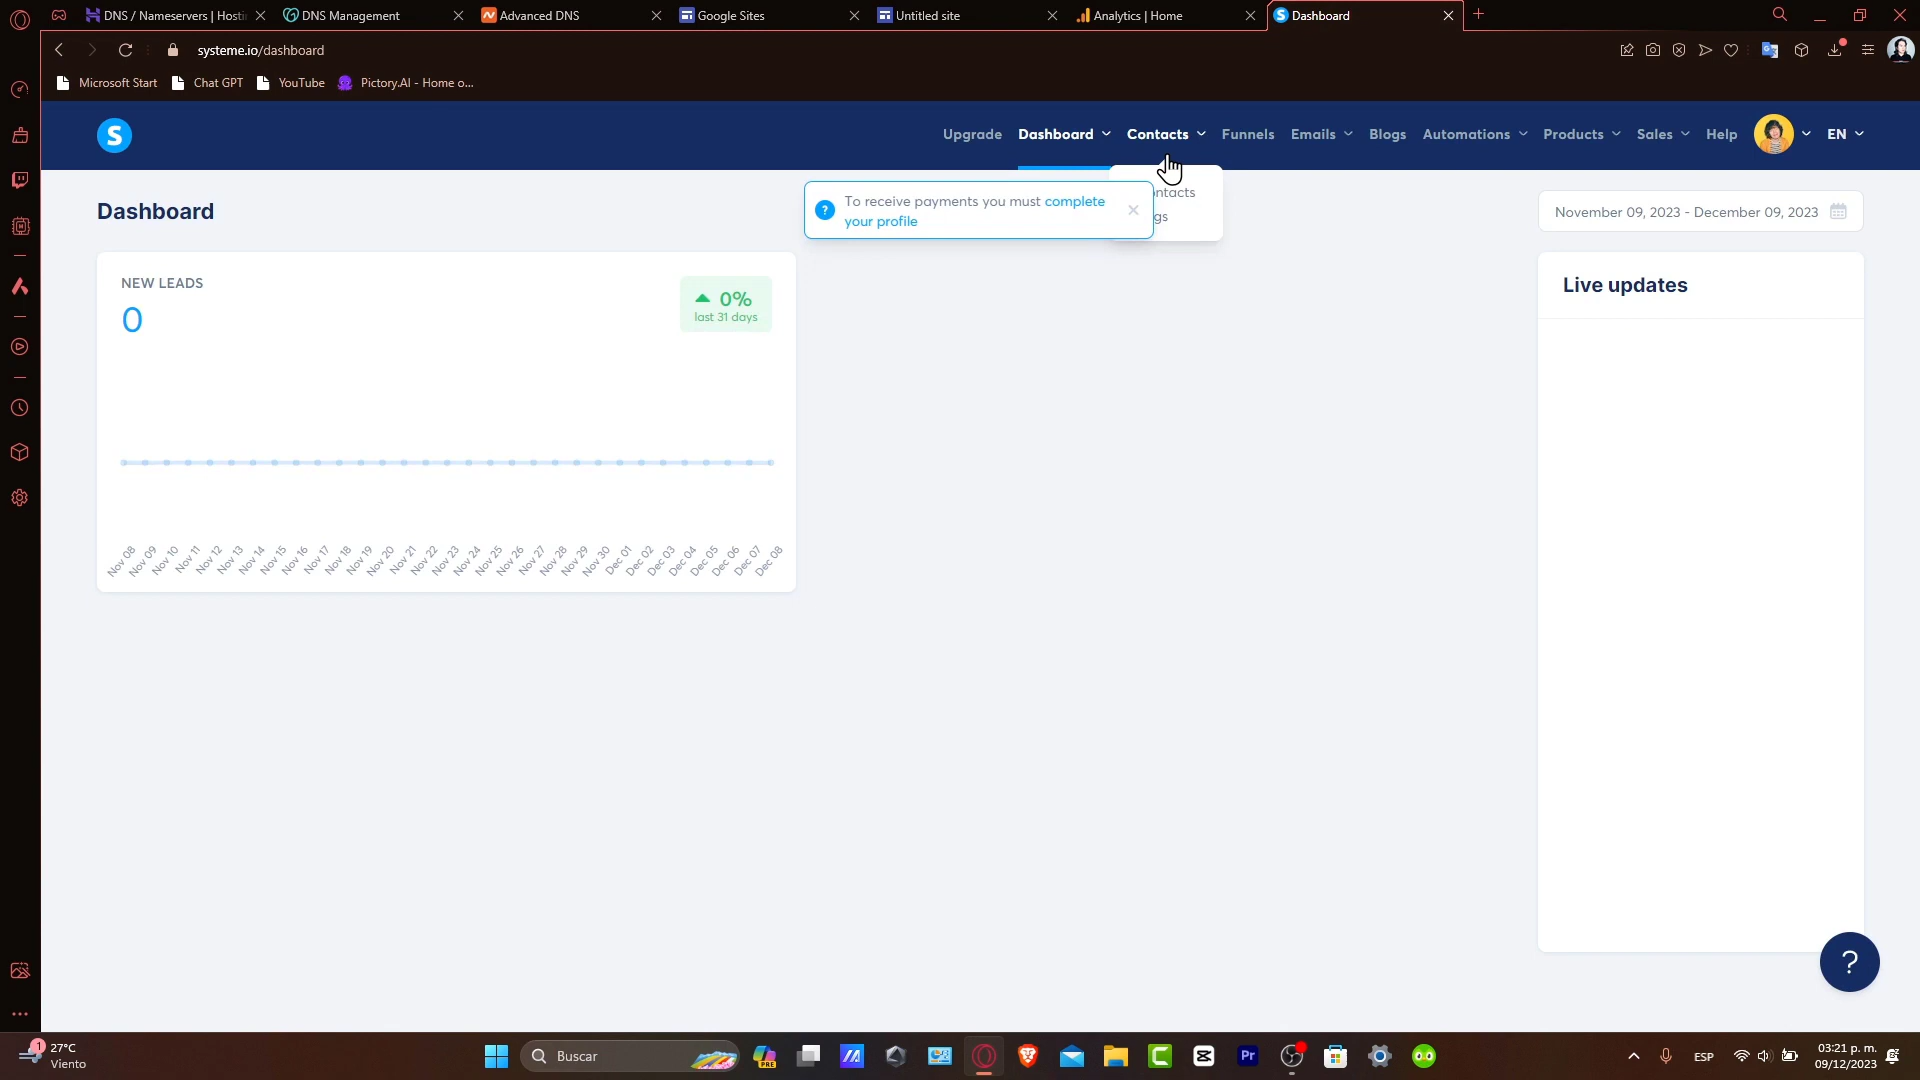 DNS / Nameservers | Hosti
DNS Management
Advanced DNS
Google Sites
Untitled site
Analytics | Home
Dashboard
systeme.io/dashboard
Microsoft Start
Chat GPT
YouTube
Pictory.AI - Home o...
S
Upgrade
Dashboard
Contacts
Funnels
Emails
Blogs
Automations
Products
Sales
Help
EN
Dashboard
To receive payments you must complete
your profile
ntacts
gs
November 09, 2023 - December 09, 2023
NEW LEADS
0
0%
last 31 days
Live updates
Nov 08
Nov 09
Nov 10
Nov 11
Nov 12
Nov 13
Nov 14
Nov 15
Nov 16
Nov 17
Nov 18
Nov 19
Nov 20
Nov 21
Nov 22
Nov 23
Nov 24
Nov 25
Nov 26
Nov 27
Nov 28
Nov 29
Nov 30
Dec 01
Dec 02
Dec 03
Dec 04
Dec 05
Dec 06
Dec 07
Dec 08
?
1
27°C
Viento
Buscar
PRE
Pr
ESP
03:21 p. m.
09/12/2023